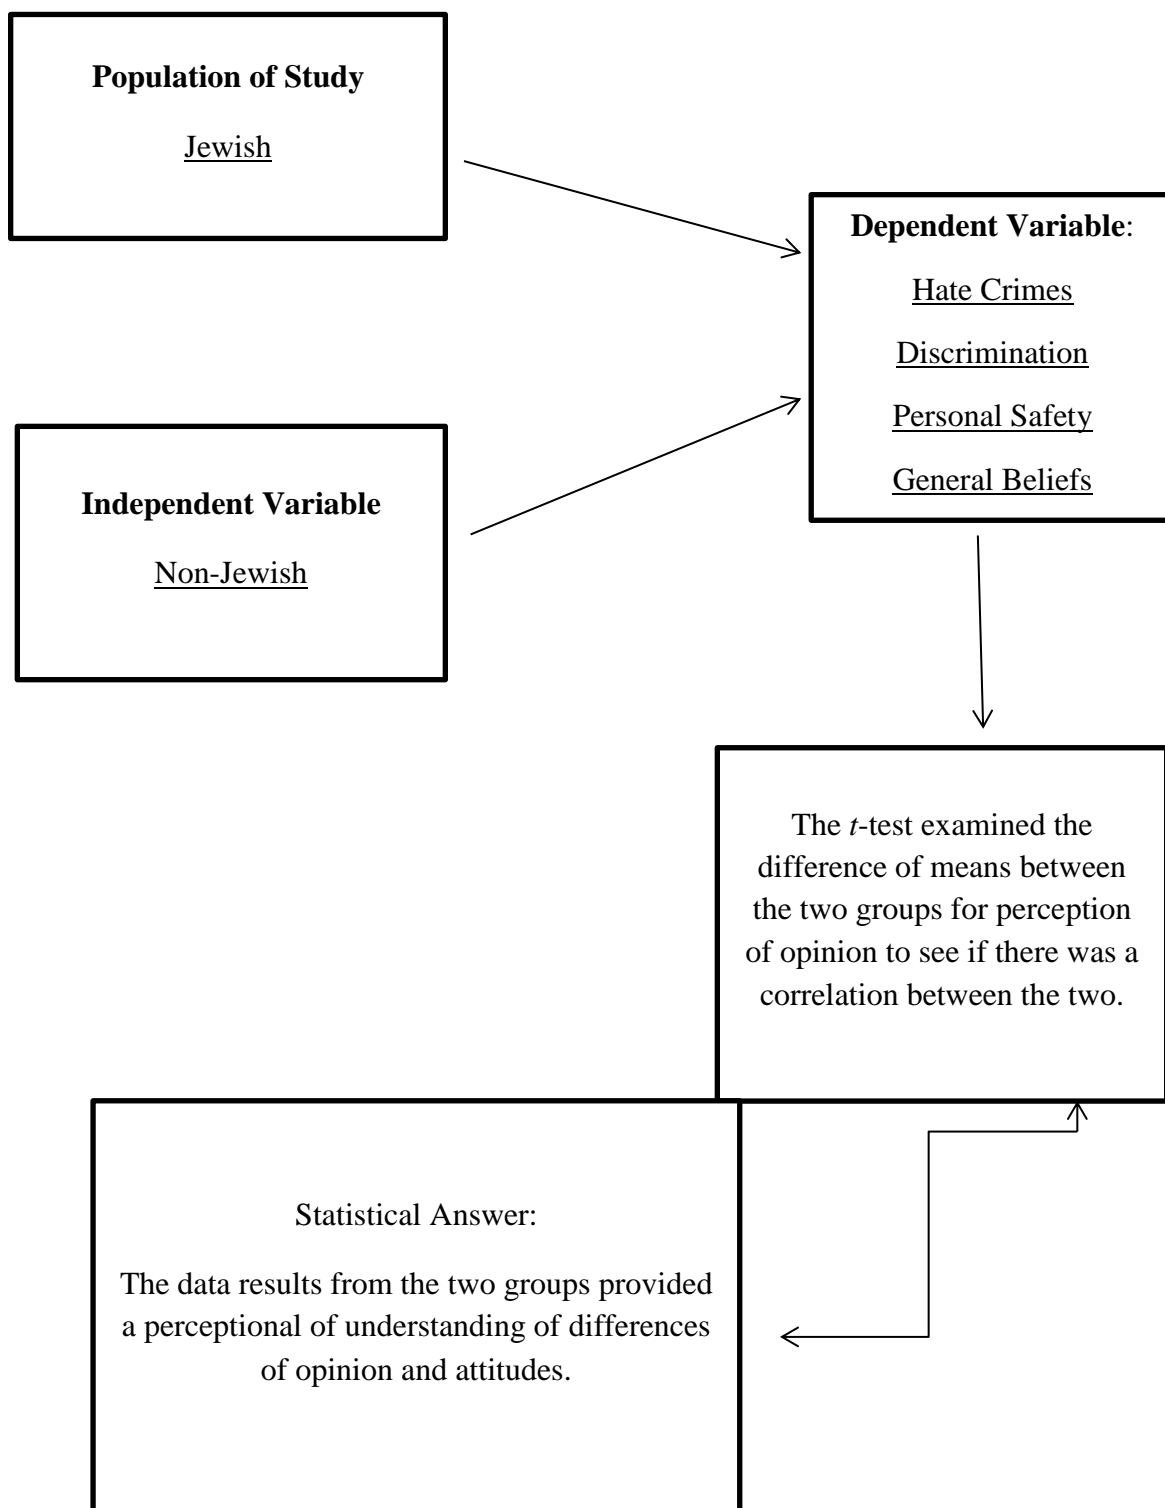 Population of Study
Jewish
Dependent Variable:
Hate Crimes
Discrimination
Personal Safety
General Beliefs
Independent Variable
Non-Jewish
The t-test examined the
difference of means between
the two groups for perception
of opinion to see if there was a
correlation between the two.
Statistical Answer:
The data results from the two groups provided
a perceptional of understanding of differences
of opinion and attitudes.